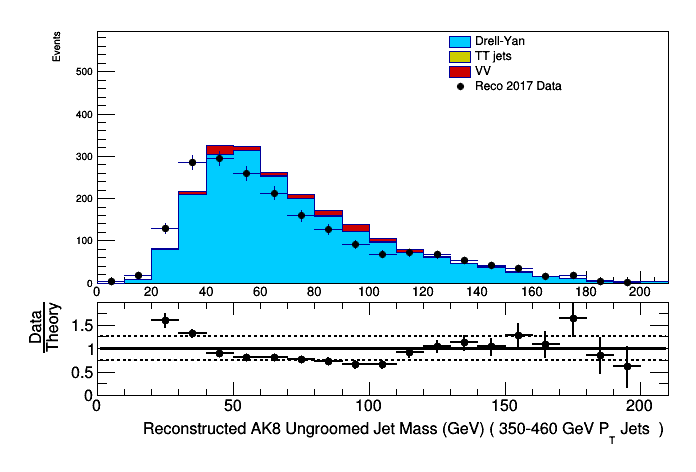 Events
Drell-Yan
TT jets
VV
Reco 2017 Data
500
400
300
200
100
0
0 20 40 60 80 100 120 140 160 180 200
Data
Theory
1.5
1
0.5
0
0 50 100 150 200
Reconstructed AK8 Ungroomed Jet Mass (GeV) ( 350-460 GeV P_T Jets )